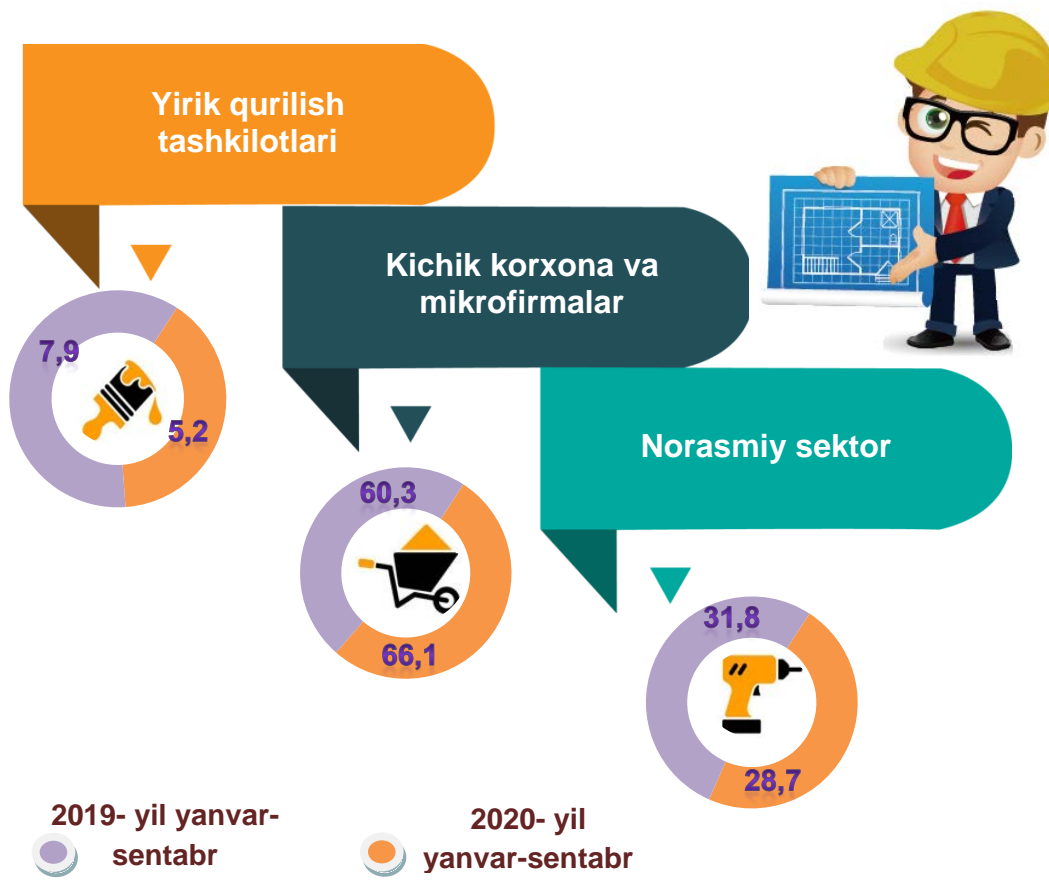 Yirik qurilish
tashkilotlari
Kichik korxona va
mikrofirmalar
Norasmiy sektor
7,9
5,2
60,3
66,1
31,8
28,7
2019- yil yanvar-
sentabr
2020- yil
yanvar-sentabr